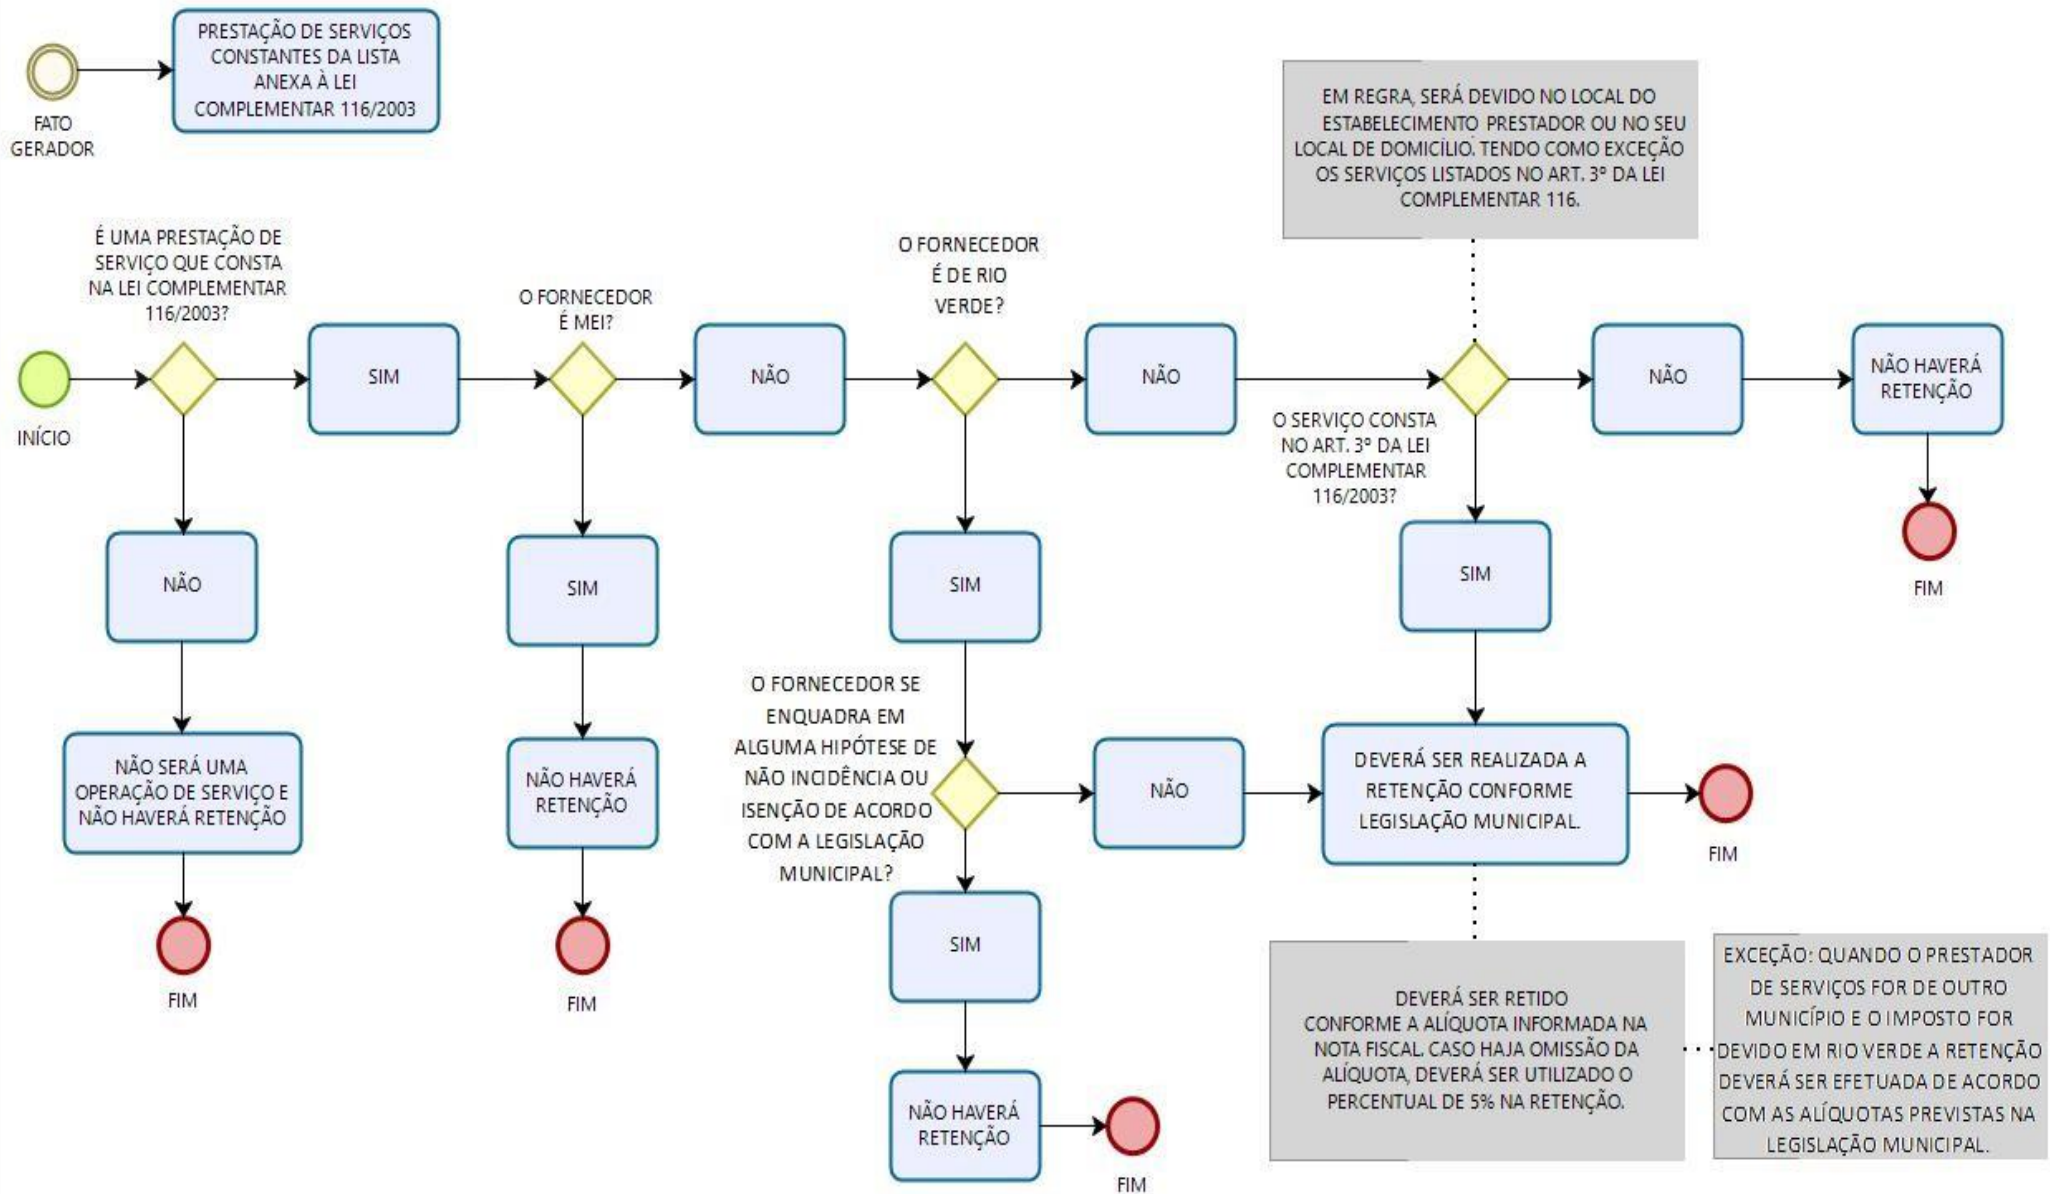 PRESTAÇÃO DE SERVIÇOS
CONSTANTES DA LISTA
ANEXA À LEI
COMPLEMENTAR 116/2003
FATO
GERADOR
EM REGRA, SERÁ DEVIDO NO LOCAL DO
ESTABELECIMENTO PRESTADOR OU NO SEU
LOCAL DE DOMICÍLIO. TENDO COMO EXCEÇÃO
OS SERVIÇOS LISTADOS NO ART. 3º DA LEI
COMPLEMENTAR 116.
É UMA PRESTAÇÃO DE
SERVIÇO QUE CONSTA
NA LEI COMPLEMENTAR
116/2003?
O FORNECEDOR
É MEI?
O FORNECEDOR
É DE RIO
VERDE?
INÍCIO
SIM
NÃO
NÃO
O SERVIÇO CONSTA
NO ART. 3º DA LEI
COMPLEMENTAR
116/2003?
NÃO
NÃO HAVERÁ
RETENÇÃO
FIM
NÃO
SIM
SIM
SIM
NÃO SERÁ UMA
OPERAÇÃO DE SERVIÇO E
NÃO HAVERÁ RETENÇÃO
FIM
NÃO HAVERÁ
RETENÇÃO
FIM
O FORNECEDOR SE
ENQUADRA EM
ALGUMA HIPÓTESE DE
NÃO INCIDÊNCIA OU
ISENÇÃO DE ACORDO
COM A LEGISLAÇÃO
MUNICIPAL?
NÃO
DEVERÁ SER REALIZADA A
RETENÇÃO CONFORME
LEGISLAÇÃO MUNICIPAL.
FIM
SIM
NÃO HAVERÁ
RETENÇÃO
FIM
DEVERÁ SER RETIDO
CONFORME A ALÍQUOTA INFORMADA NA
NOTA FISCAL. CASO HAJA OMISSÃO DA
ALÍQUOTA, DEVERÁ SER UTILIZADO O
PERCENTUAL DE 5% NA RETENÇÃO.
EXCEÇÃO: QUANDO O PRESTADOR
DE SERVIÇOS FOR DE OUTRO
MUNICÍPIO E O IMPOSTO FOR
DEVIDO EM RIO VERDE A RETENÇÃO
DEVERÁ SER EFETUADA DE ACORDO
COM AS ALÍQUOTAS PREVISTAS NA
LEGISLAÇÃO MUNICIPAL.